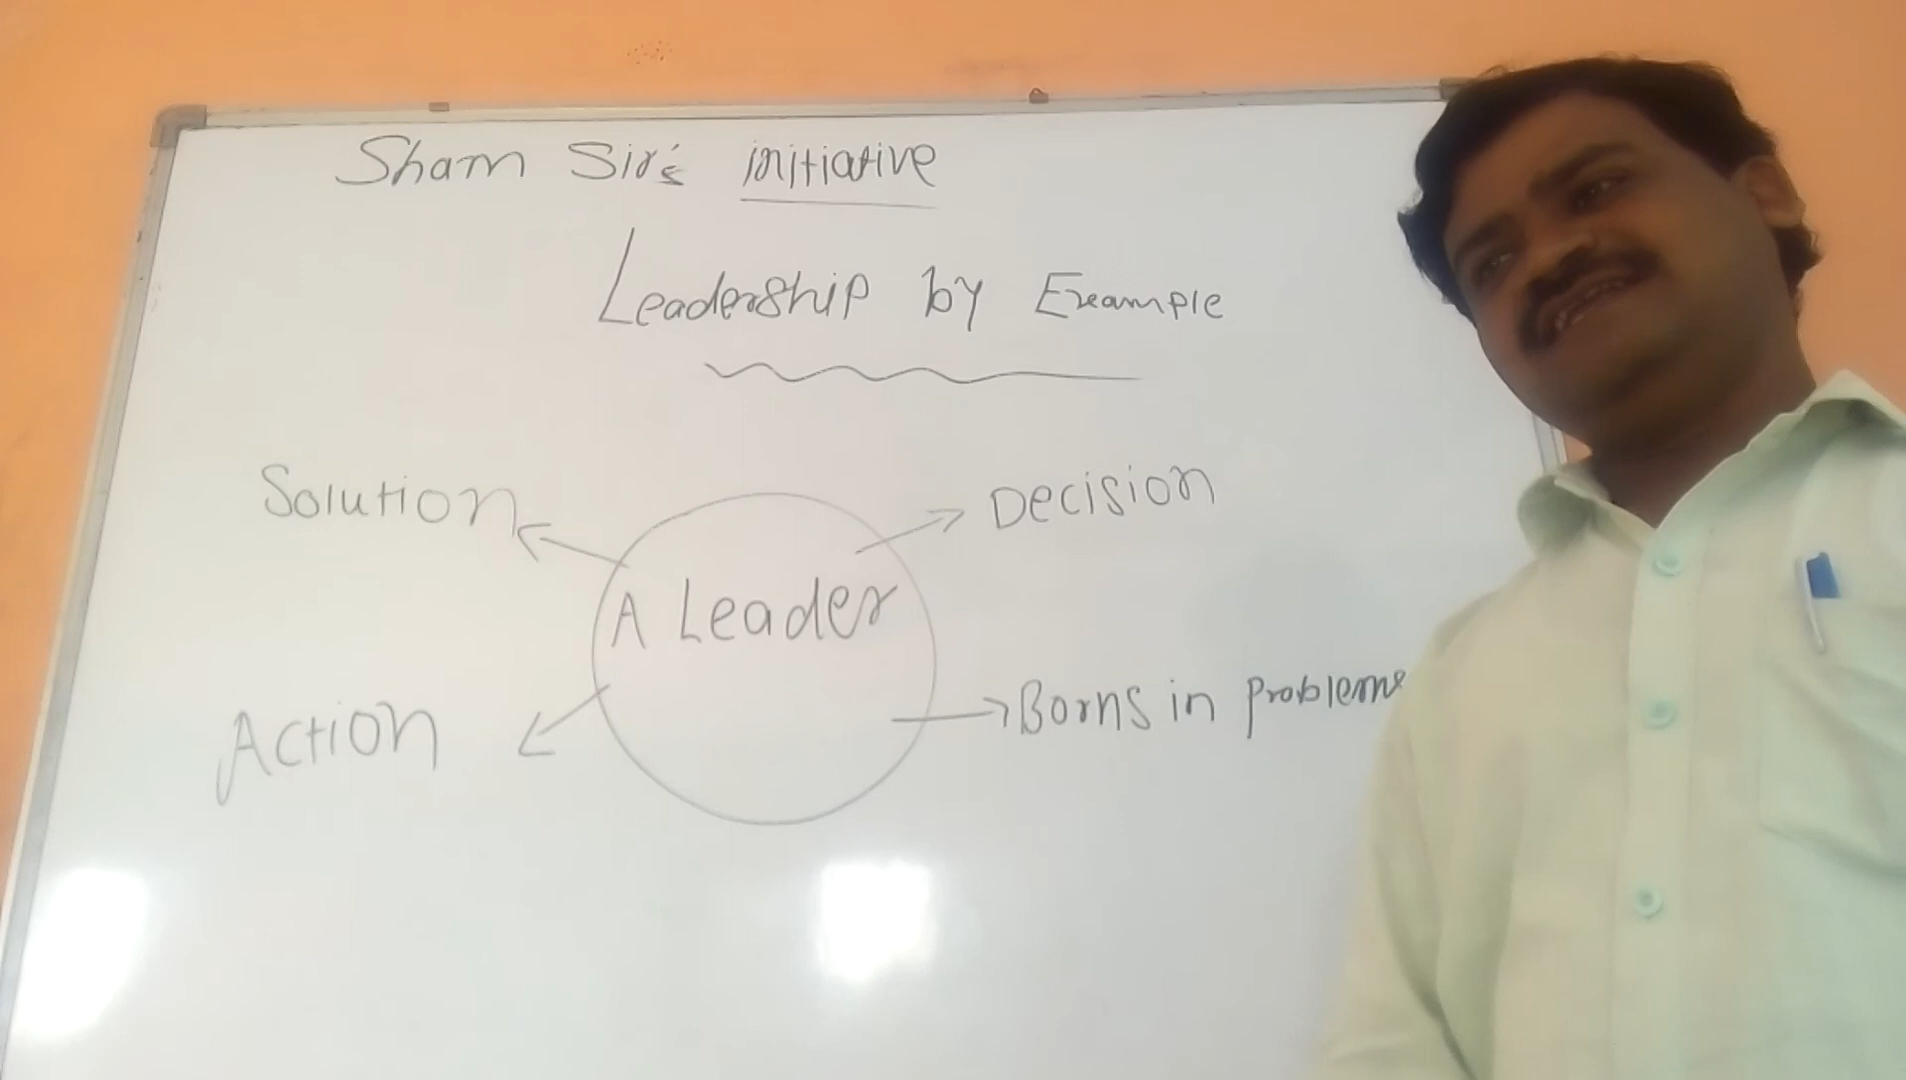 Sham Sir's initiative
Leadership by Example
Solution
Decision
A Leader
Action
Borns in problems